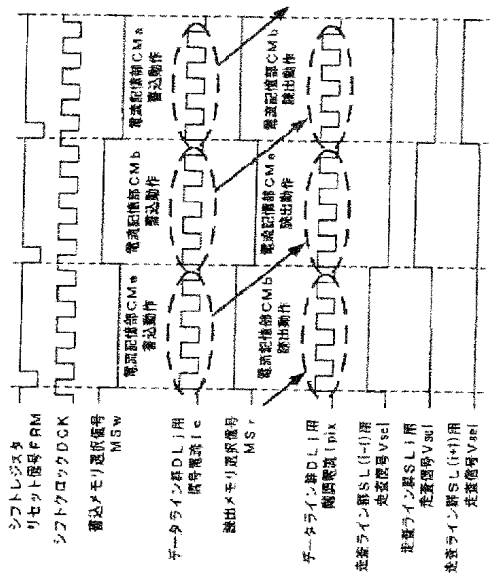 シフトレジスタ
リセット信号FRM
シフトクロックDCK
書込メモリ選択信号
MSw
電流記憶部CMa
書込動作
電流記憶部CMb
書込動作
電流記憶部CMa
書込動作
データライン群DLj用
信号電流Ic
読出メモリ選択信号
MSr
電流記憶部CMb
読出動作
電流記憶部CMa
読出動作
電流記憶部CMb
読出動作
データライン群DLj用
階調電流Ipix
走査ライン群SL(i-1)用
走査信号Vsel
走査ライン群SLi用
走査信号Vsel
走査ライン群SL(i+1)用
走査信号Vsel